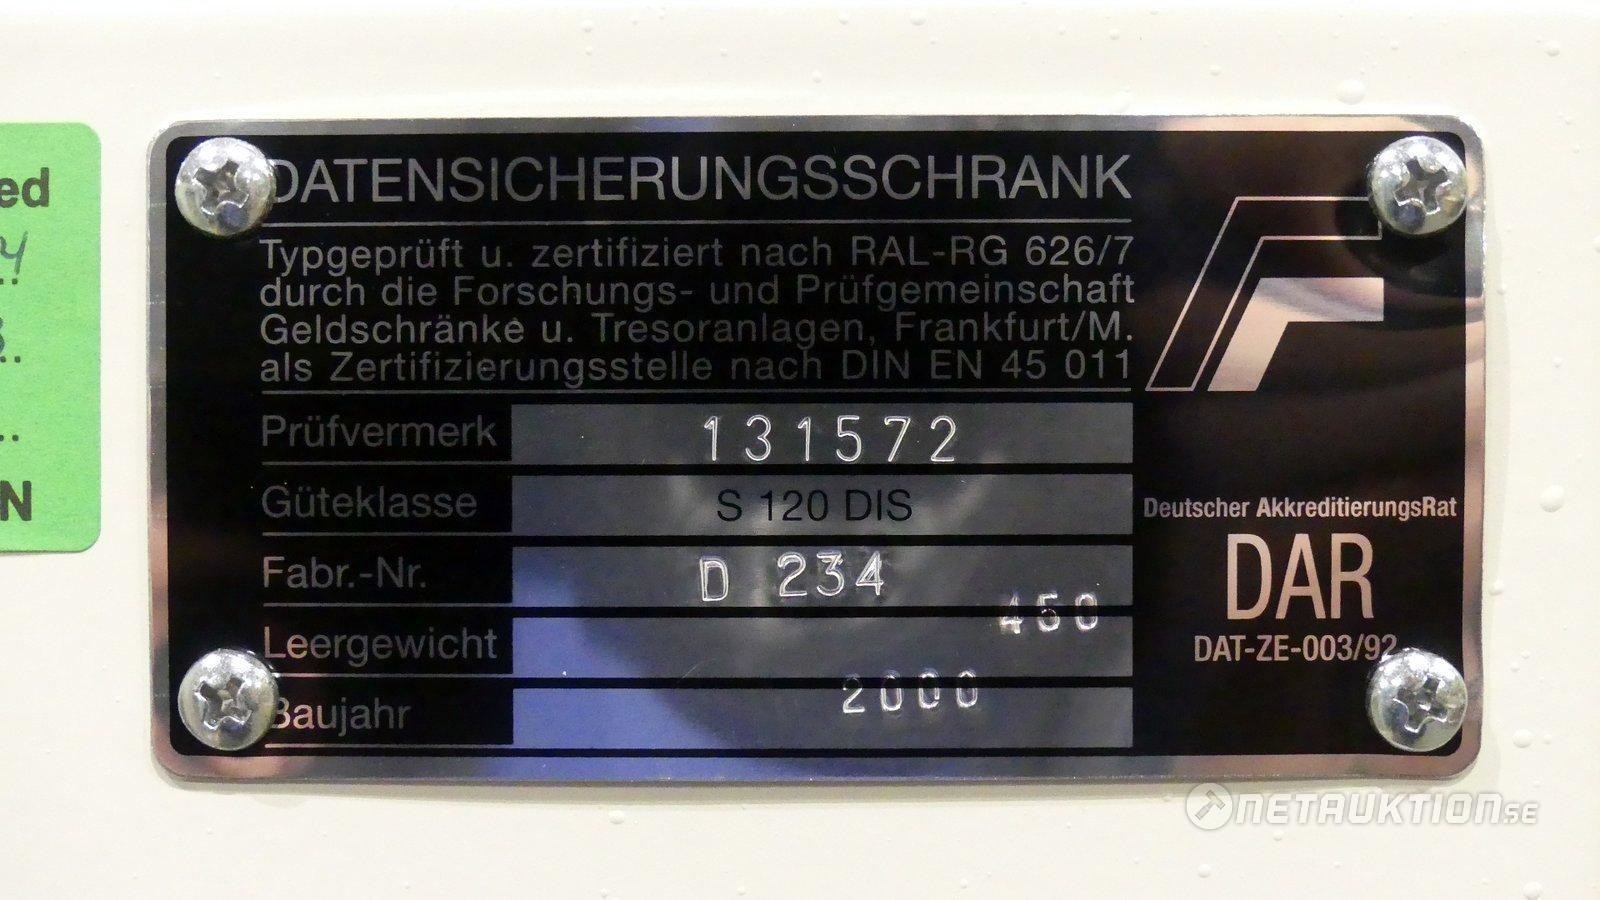 DATENSICHERUNGSSCHRANK
Typgeprüft u. zertifiziert nach RAL-RG 626/7
durch die Forschungs- und Prüfgemeinschaft
Geldschränke u. Tresoranlagen, Frankfurt/M.
als Zertifizierungsstelle nach DIN EN 45 011
Prüfvermerk 131572
Güteklasse S 120 DIS
Fabr.-Nr. D 234
Leergewicht 450
Baujahr 2000
Deutscher AkkreditierungsRat
DAR
DAT-ZE-003/92
ed
4
3
N
NETAUKTION.SE